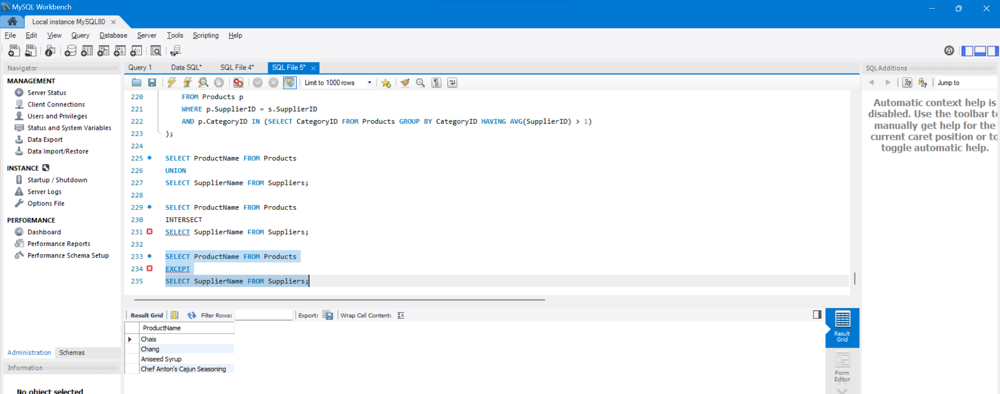 MySQL Workbench
Local instance MySQL80
File Edit View Query Database Server Tools Scripting Help
Navigator
MANAGEMENT
Server Status
Client Connections
Users and Privileges
Status and System Variables
Data Export
Data Import/Restore
INSTANCE
Startup / Shutdown
Server Logs
Options File
PERFORMANCE
Dashboard
Performance Reports
Performance Schema Setup
Administration Schemas
Information
No object selected
Query 1 Data SQL* SQL File 4* SQL File 5*
Limit to 1000 rows
220 FROM Products p
221 WHERE p.SupplierID = s.SupplierID
222 AND p.CategoryID IN (SELECT CategoryID FROM Products GROUP BY CategoryID HAVING AVG(SupplierID) > 1)
223 );
224
225 SELECT ProductName FROM Products
226 UNION
227 SELECT SupplierName FROM Suppliers;
228
229 SELECT ProductName FROM Products
230 INTERSECT
231 SELECT SupplierName FROM Suppliers;
232
233 SELECT ProductName FROM Products
234 EXCEPT
235 SELECT SupplierName FROM Suppliers;
Result Grid Filter Rows: Export: Wrap Cell Content:
ProductName
Chais
Chang
Aniseed Syrup
Chef Anton's Cajun Seasoning
Result
Grid
Form
Editor
SQLAdditions
Jump to
Automatic context help is
disabled. Use the toolbar to
manually get help for the
current caret position or to
toggle automatic help.